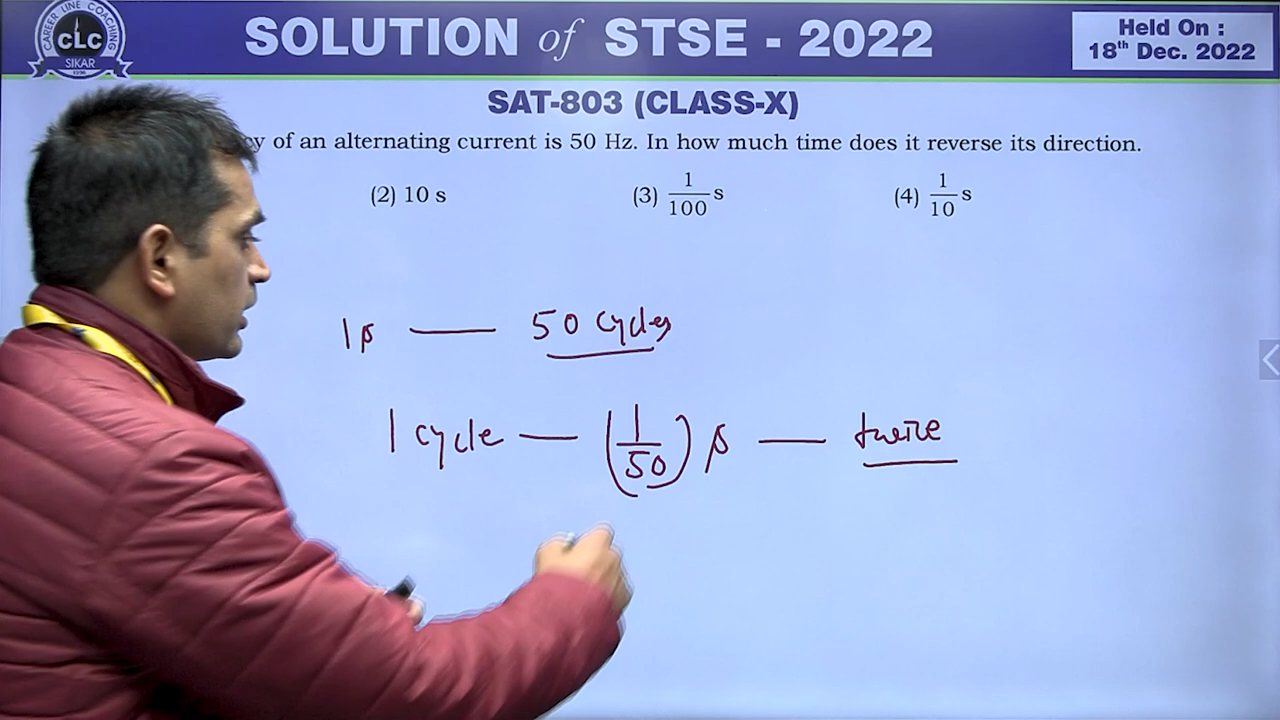 CAREER LINE COACHING
CLC
SIKAR
SOLUTION of STSE - 2022
Held On :
18th Dec. 2022
SAT-803 (CLASS-X)
of an alternating current is 50 Hz. In how much time does it reverse its direction.
(2) 10 s (3) 1/100 s (4) 1/10 s
1 s — 50 cycles
1 cycle — (1/50) s — twice